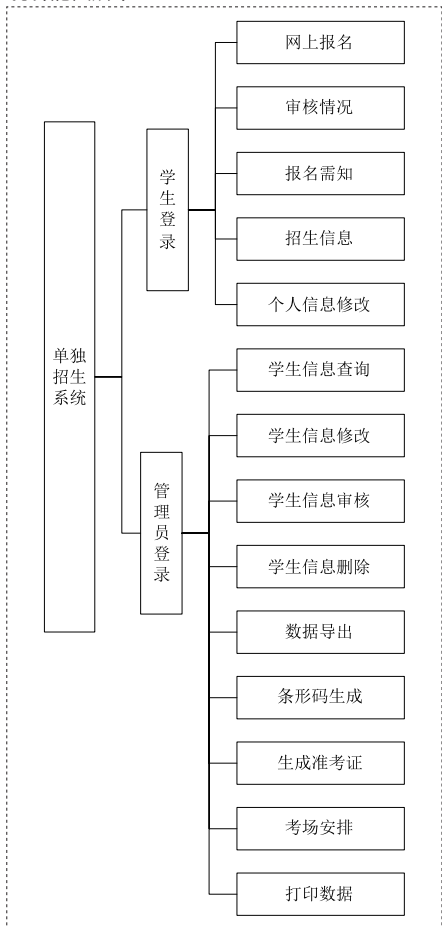 单独
招生
系统
学
生
登
录
网上报名
审核情况
报名需知
招生信息
个人信息修改
管
理
员
登
录
学生信息查询
学生信息修改
学生信息审核
学生信息删除
数据导出
条形码生成
生成准考证
考场安排
打印数据